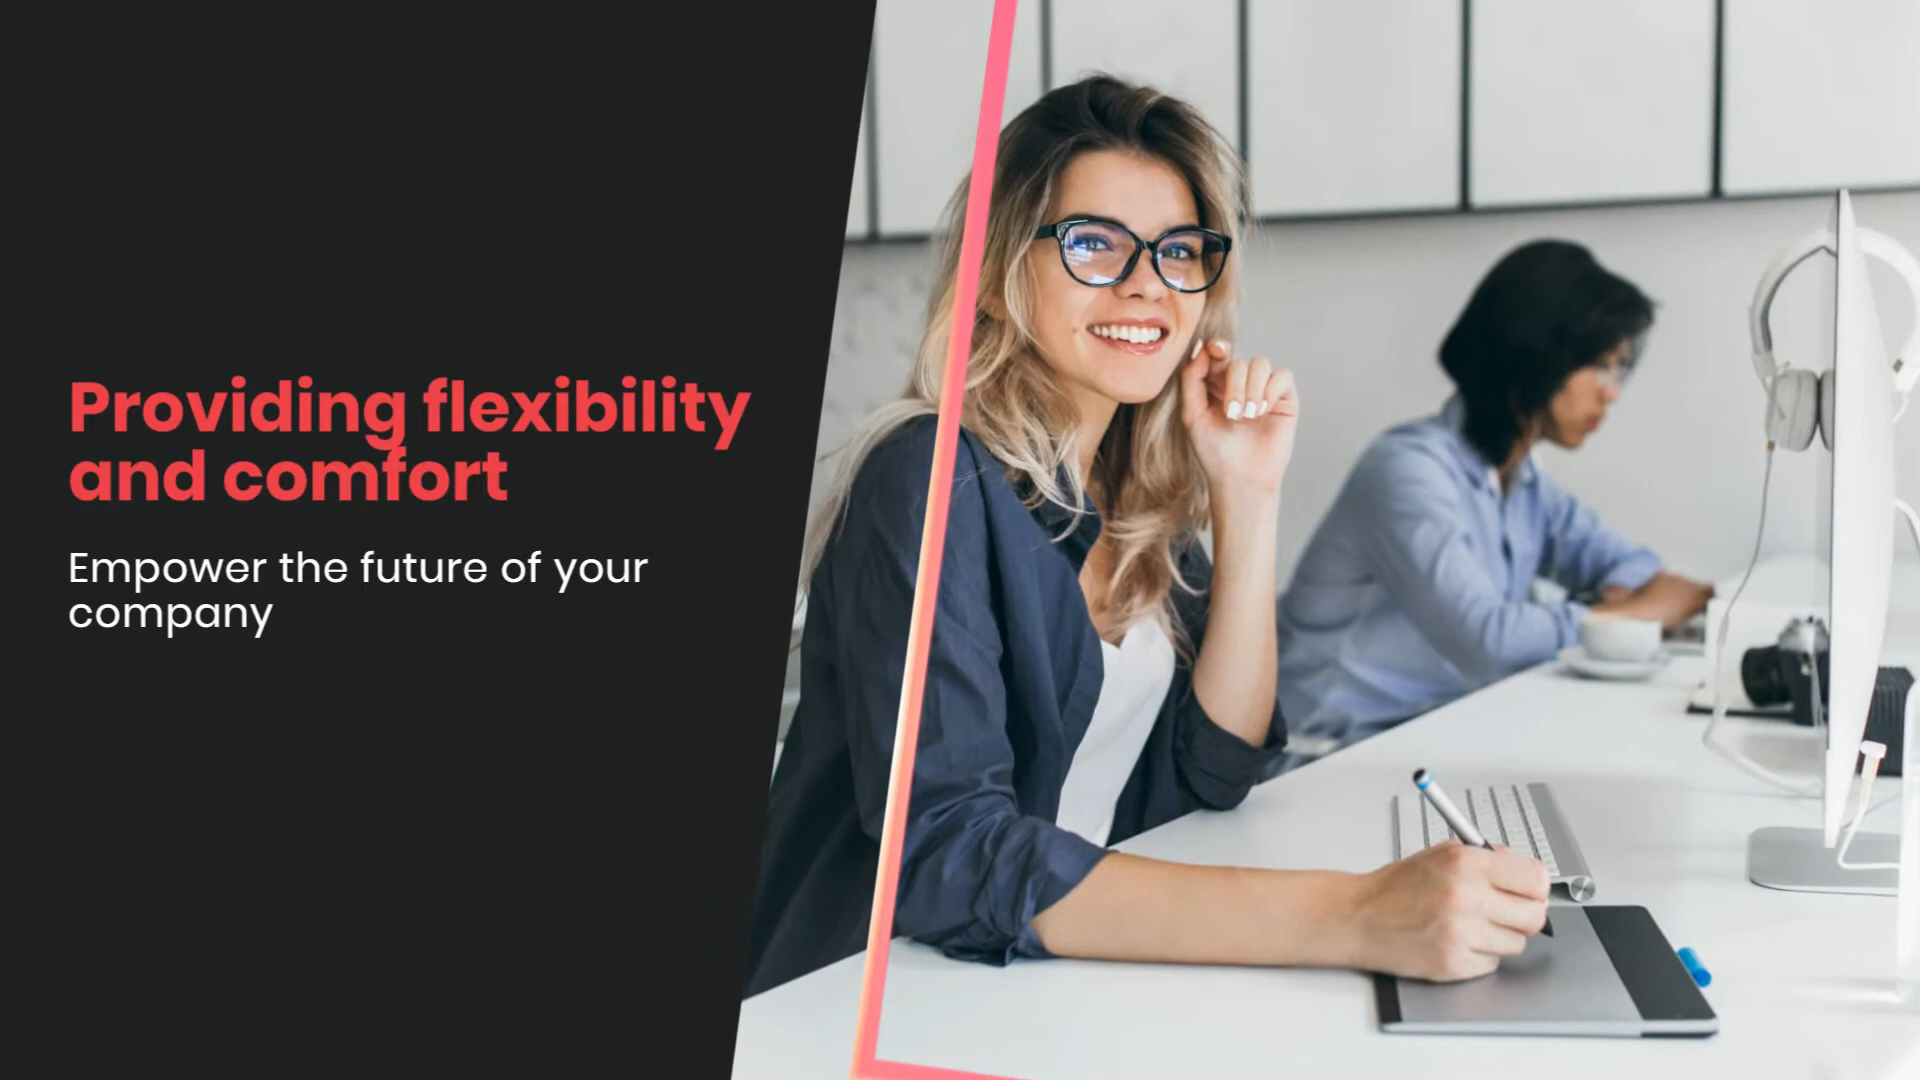 Providing flexibility
and comfort
Empower the future of your
company